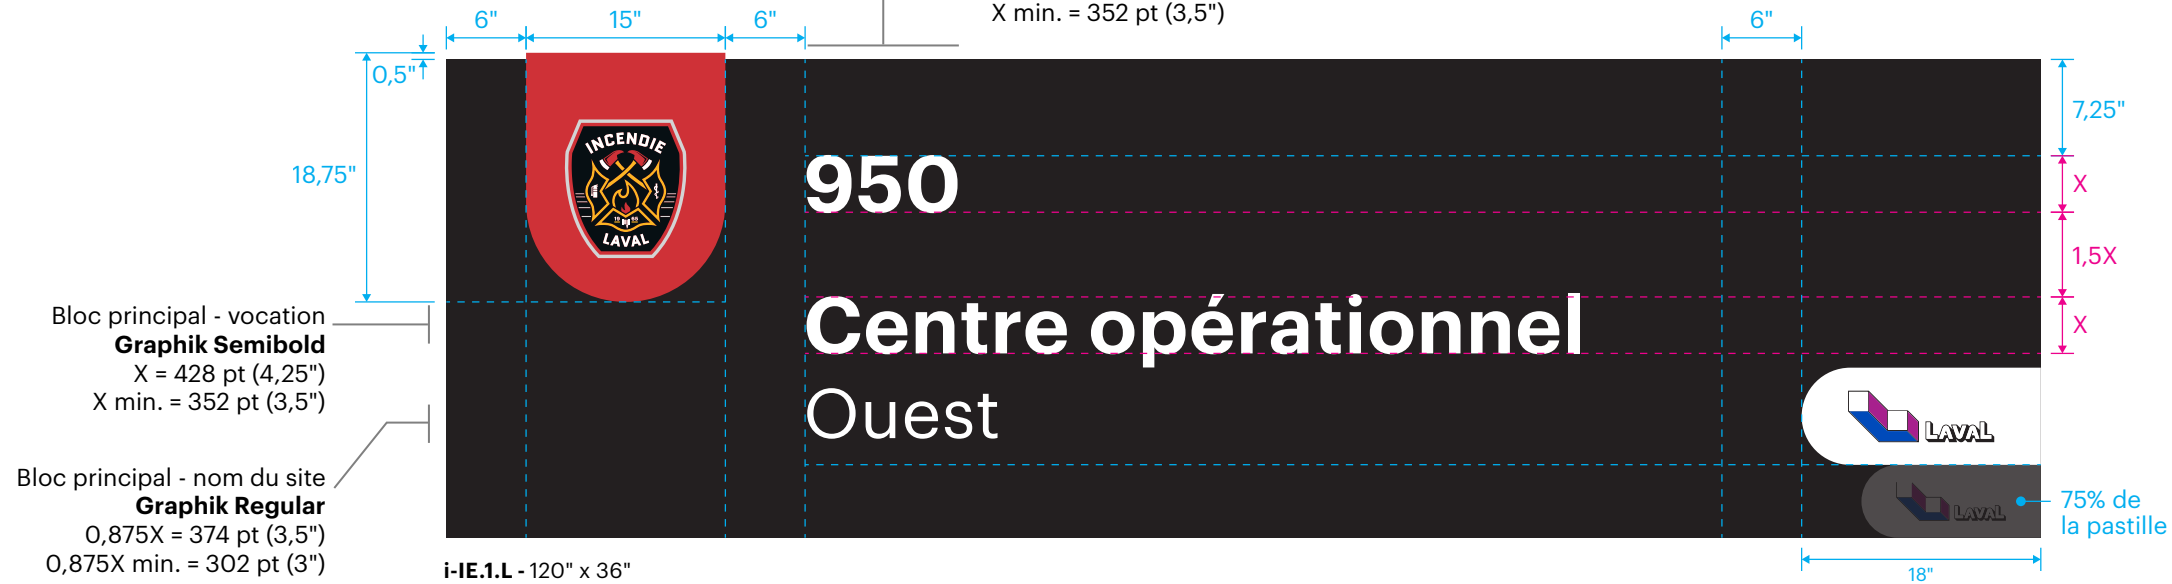 X min. = 352 pt (3,5")
6"
15"
6"
6"
0,5"
18,75"
7,25"
X
1,5X
X
INCENDIE
19 65
LAVAL
950
Centre opérationnel
Ouest
Bloc principal - vocation
Graphik Semibold
X = 428 pt (4,25")
X min. = 352 pt (3,5")
Bloc principal - nom du site
Graphik Regular
0,875X = 374 pt (3,5")
0,875X min. = 302 pt (3")
LAVAL
LAVAL
75% de
la pastille
i-IE.1.L - 120" x 36"
18"